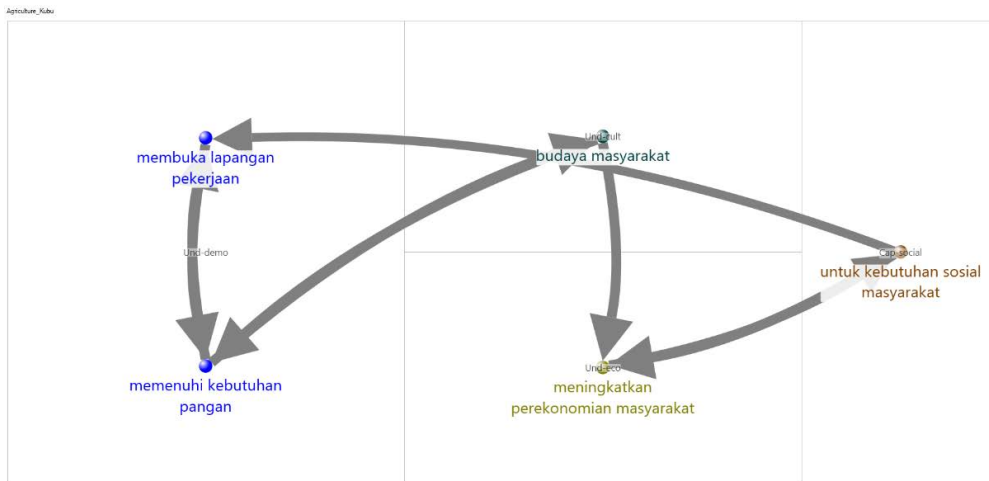 Agriculture_Kubu
Und-cult
budaya masyarakat
membuka lapangan
pekerjaan
Und-demo
Cap-social
untuk kebutuhan sosial
masyarakat
memenuhi kebutuhan
pangan
Und-eco
meningkatkan
perekonomian masyarakat